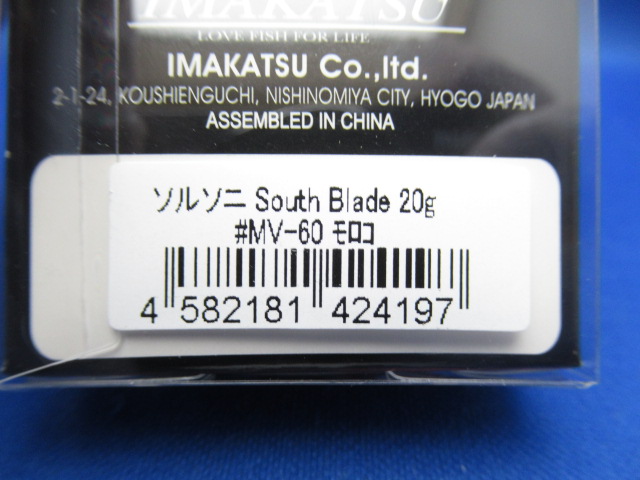 IMAKATSU
LOVE FISH FOR LIFE
IMAKATSU Co.,ltd.
2-1-24, KOUSHIENGUCHI, NISHINOMIYA CITY, HYOGO JAPAN
ASSEMBLED IN CHINA
ソルソニ South Blade 20g
#MV-60 モロコ
4 582181 424197